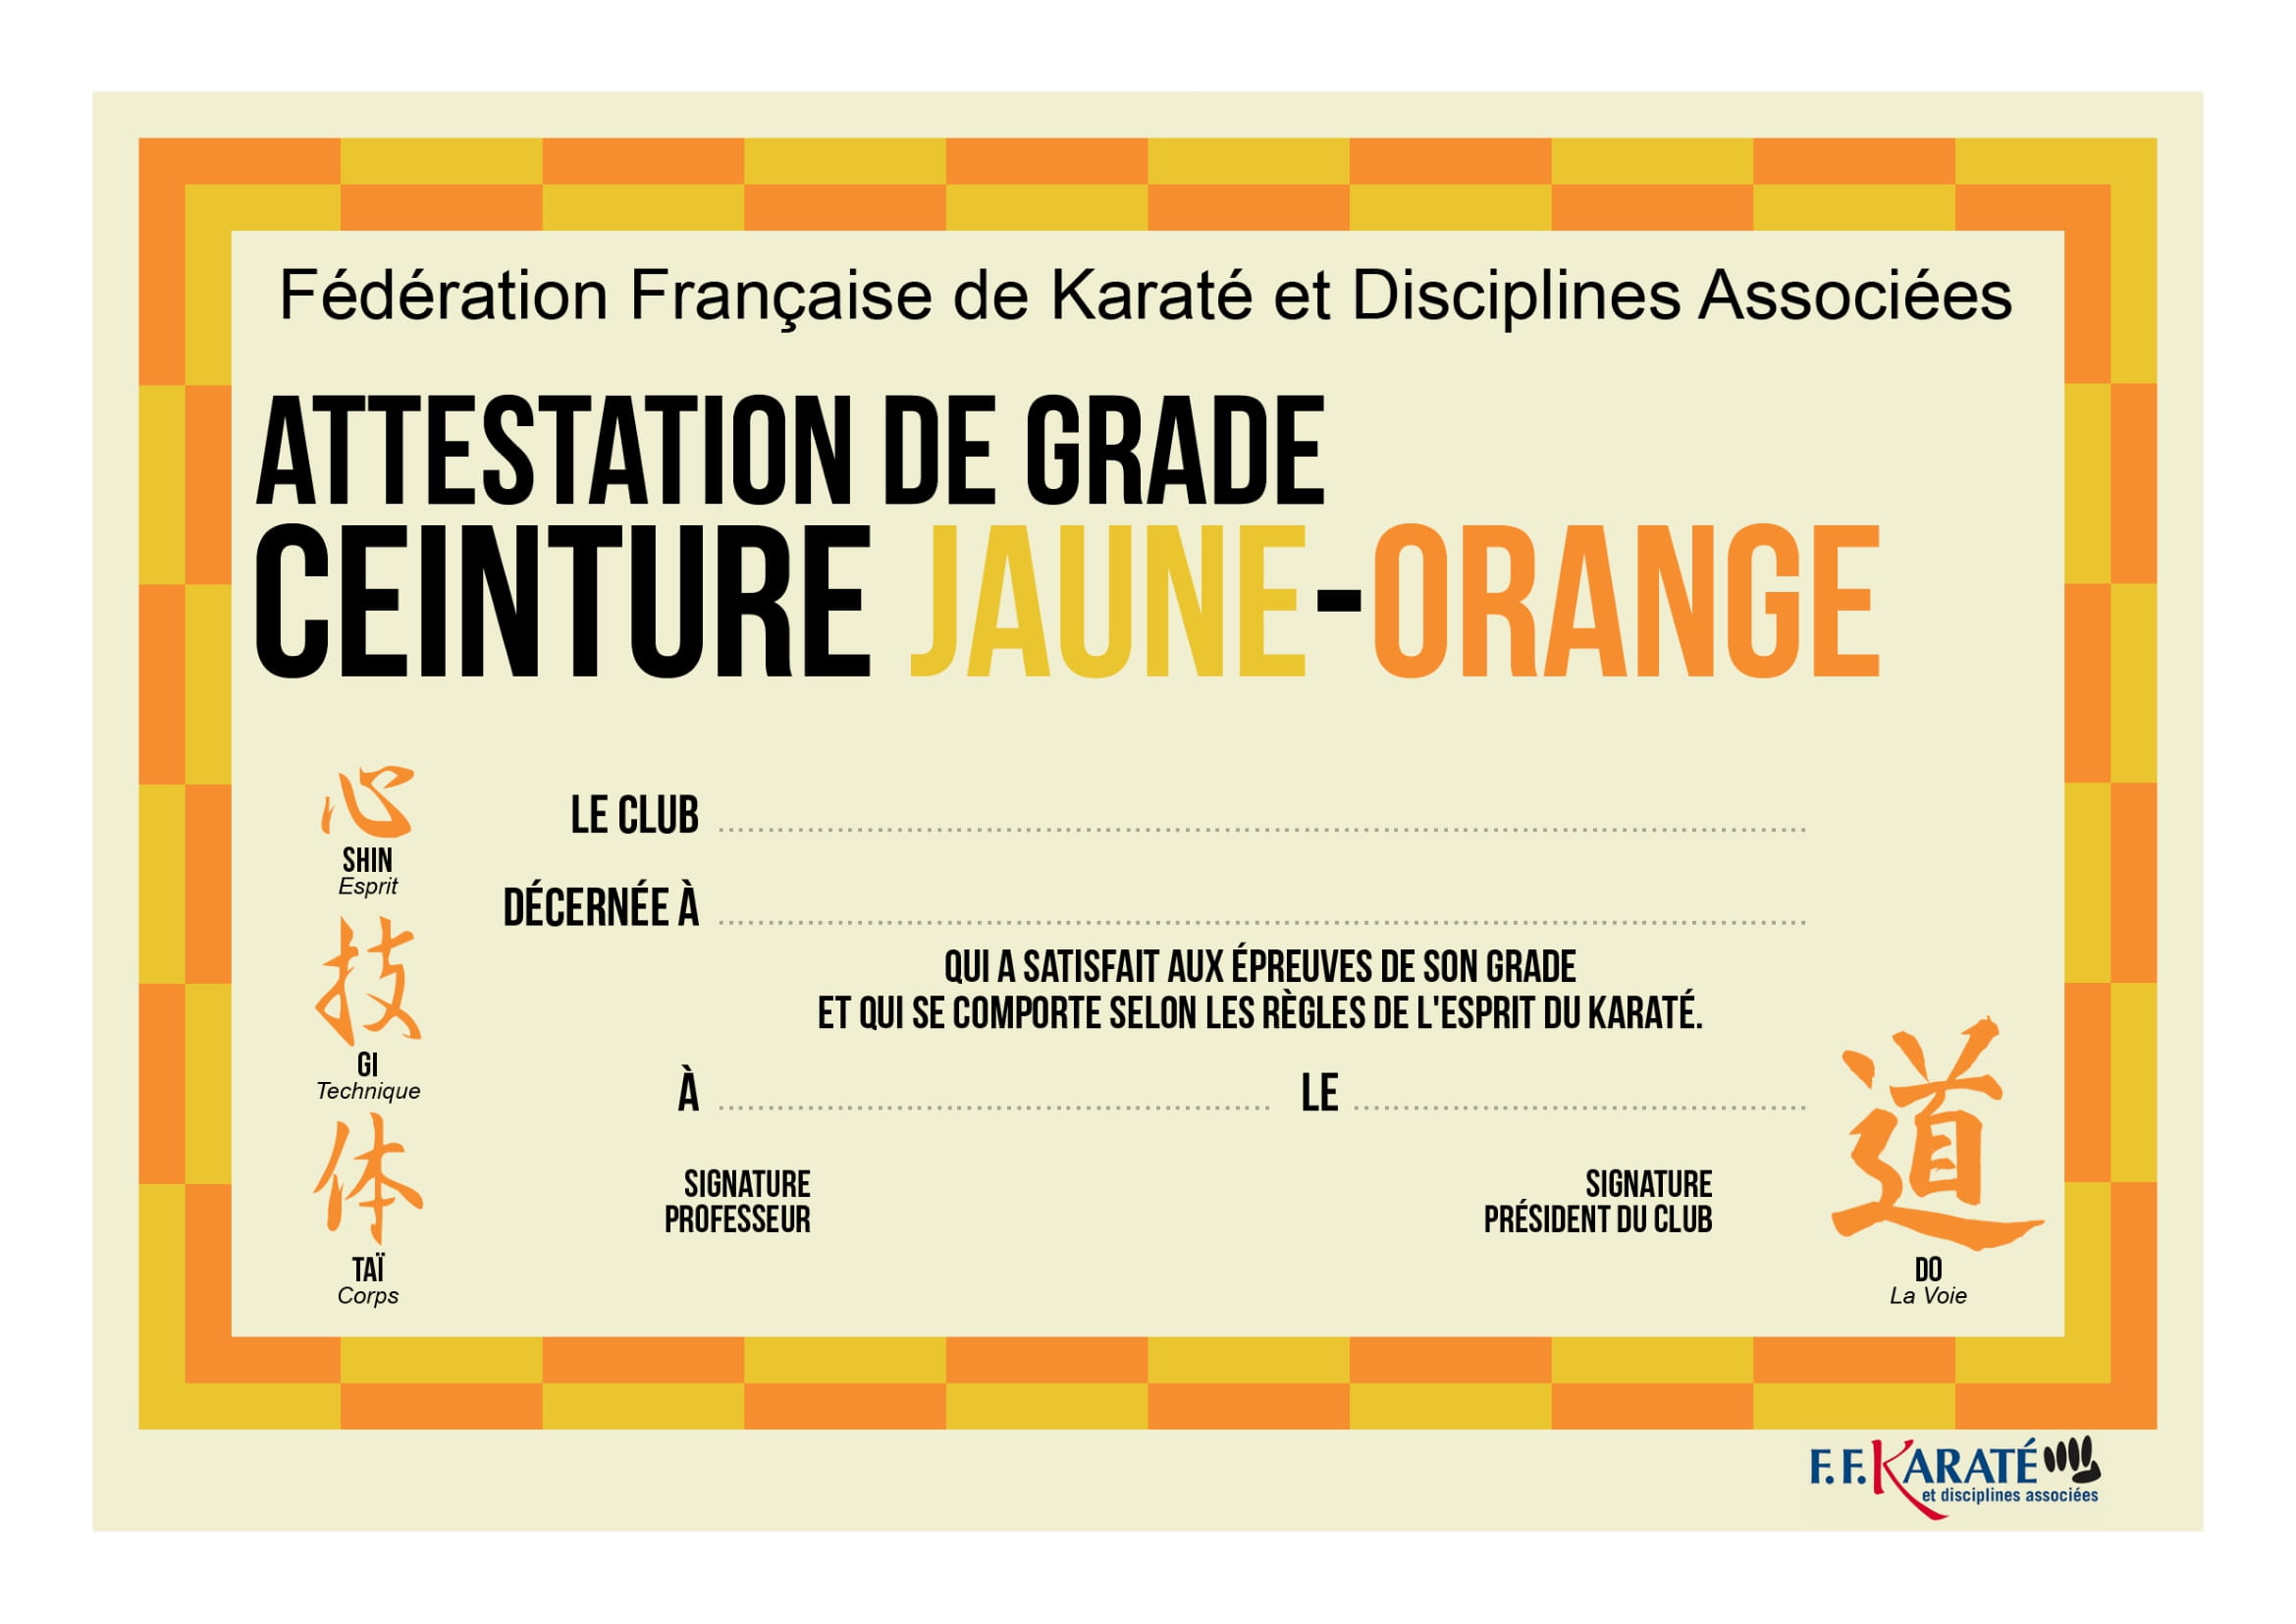 Fédération Française de Karaté et Disciplines Associées
ATTESTATION DE GRADE
CEINTURE JAUNE-ORANGE
心
SHIN
Esprit
技
GI
Technique
体
TAÏ
Corps
LE CLUB
DÉCERNÉE À
QUI A SATISFAIT AUX ÉPREUVES DE SON GRADE
ET QUI SE COMPORTE SELON LES RÈGLES DE L'ESPRIT DU KARATÉ.
À LE
SIGNATURE
PROFESSEUR
SIGNATURE
PRÉSIDENT DU CLUB
道
DO
La Voie
F.F.KARATÉ
et disciplines associées